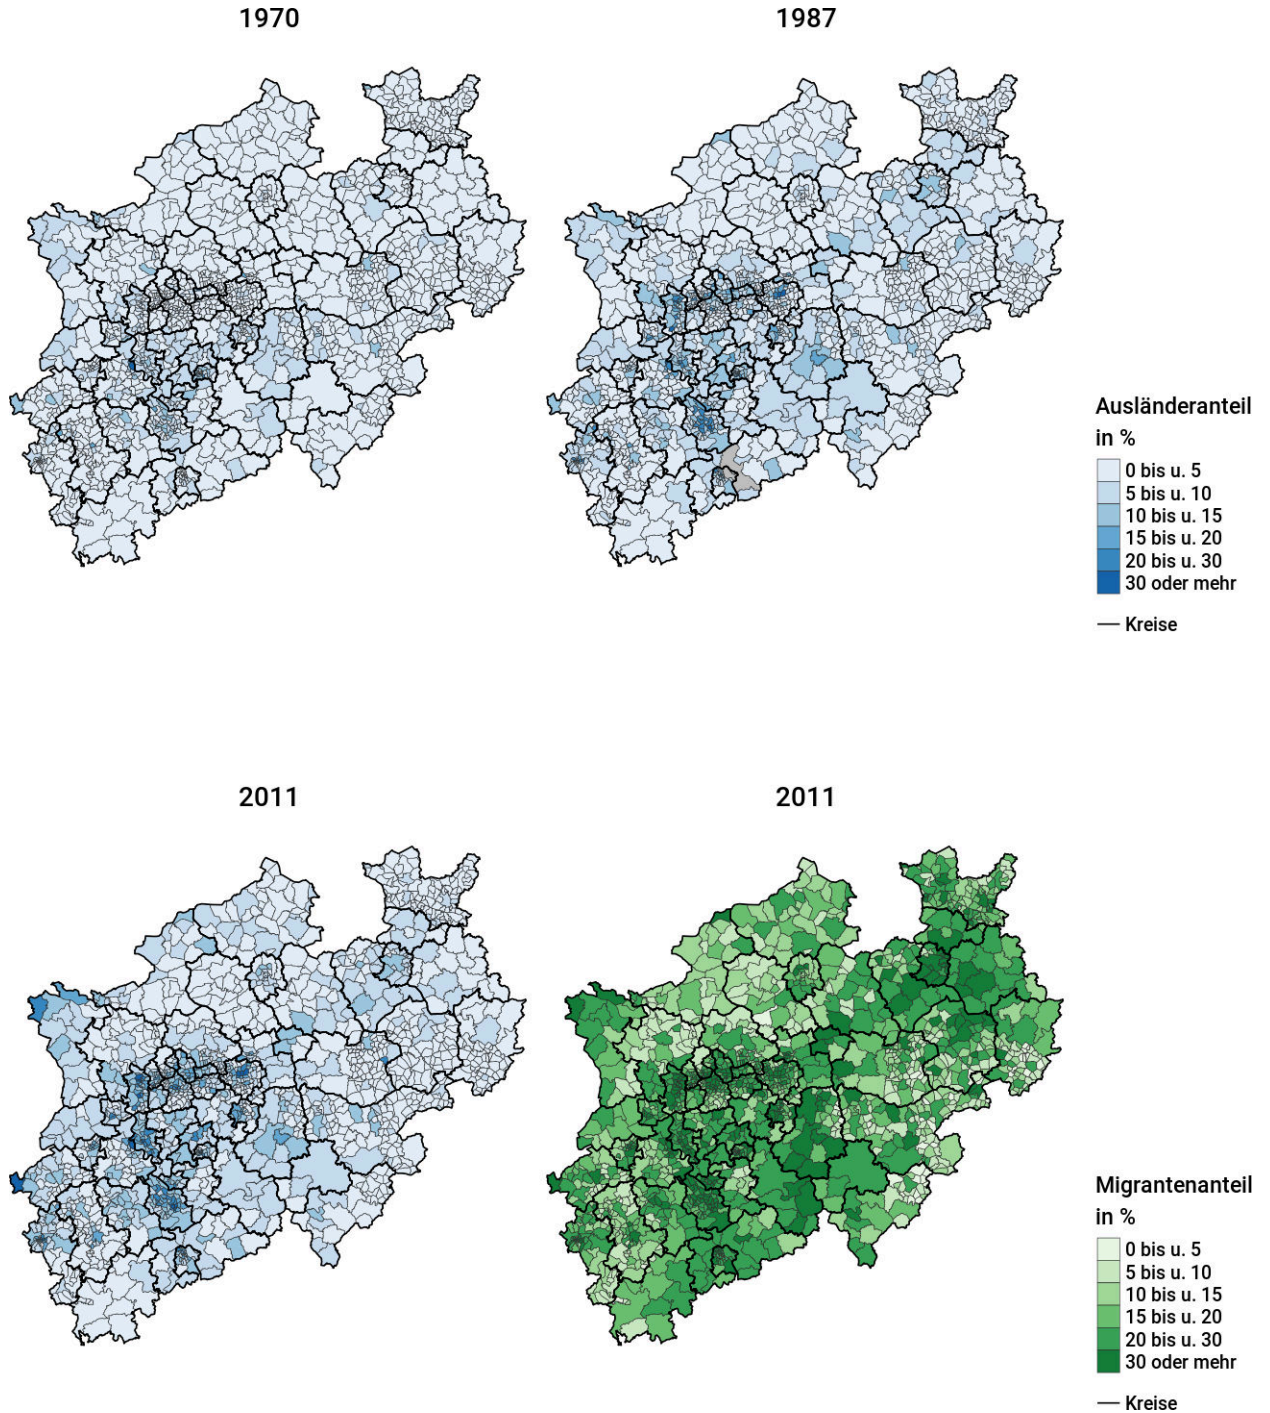 1970
1987
Ausländeranteil
in %
0 bis u. 5
5 bis u. 10
10 bis u. 15
15 bis u. 20
20 bis u. 30
30 oder mehr
Kreise
2011
2011
Migrantenanteil
in %
0 bis u. 5
5 bis u. 10
10 bis u. 15
15 bis u. 20
20 bis u. 30
30 oder mehr
Kreise